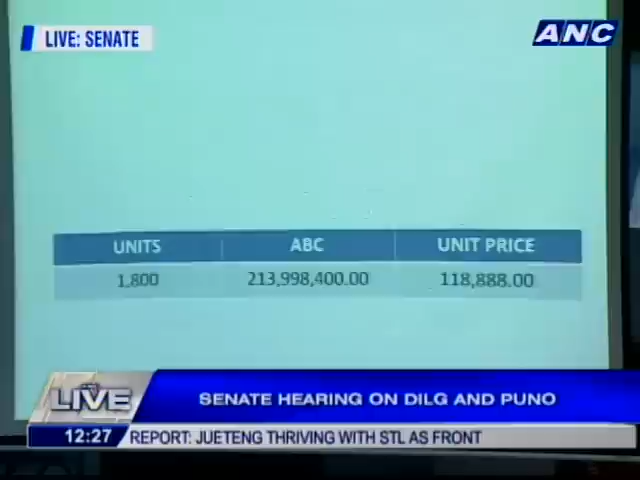 LIVE: SENATE
ANC
UNITS ABC UNIT PRICE
1,800 213,998,400.00 118,888.00
LIVE
SENATE HEARING ON DILG AND PUNO
12:27 REPORT: JUETENG THRIVING WITH STL AS FRONT